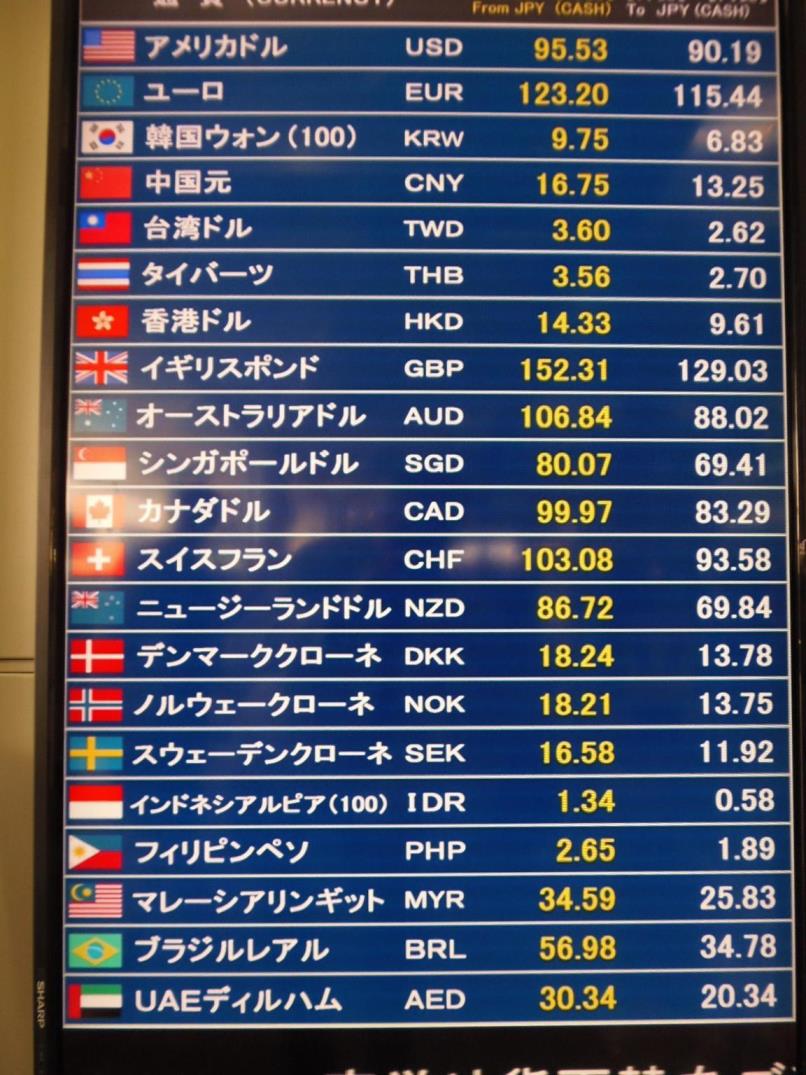 (CURRENCY)
From JPY (CASH) To JPY (CASH)
アメリカドル USD 95.53 90.19
ユーロ EUR 123.20 115.44
韓国ウォン(100) KRW 9.75 6.83
中国元 CNY 16.75 13.25
台湾ドル TWD 3.60 2.62
タイバーツ THB 3.56 2.70
香港ドル HKD 14.33 9.61
イギリスポンド GBP 152.31 129.03
オーストラリアドル AUD 106.84 88.02
シンガポールドル SGD 80.07 69.41
カナダドル CAD 99.97 83.29
スイスフラン CHF 103.08 93.58
ニュージーランドドル NZD 86.72 69.84
デンマーククローネ DKK 18.24 13.78
ノルウェークローネ NOK 18.21 13.75
スウェーデンクローネ SEK 16.58 11.92
インドネシアルピア(100) IDR 1.34 0.58
フィリピンペソ PHP 2.65 1.89
マレーシアリンギット MYR 34.59 25.83
ブラジルレアル BRL 56.98 34.78
UAEディルハム AED 30.34 20.34
SHARP